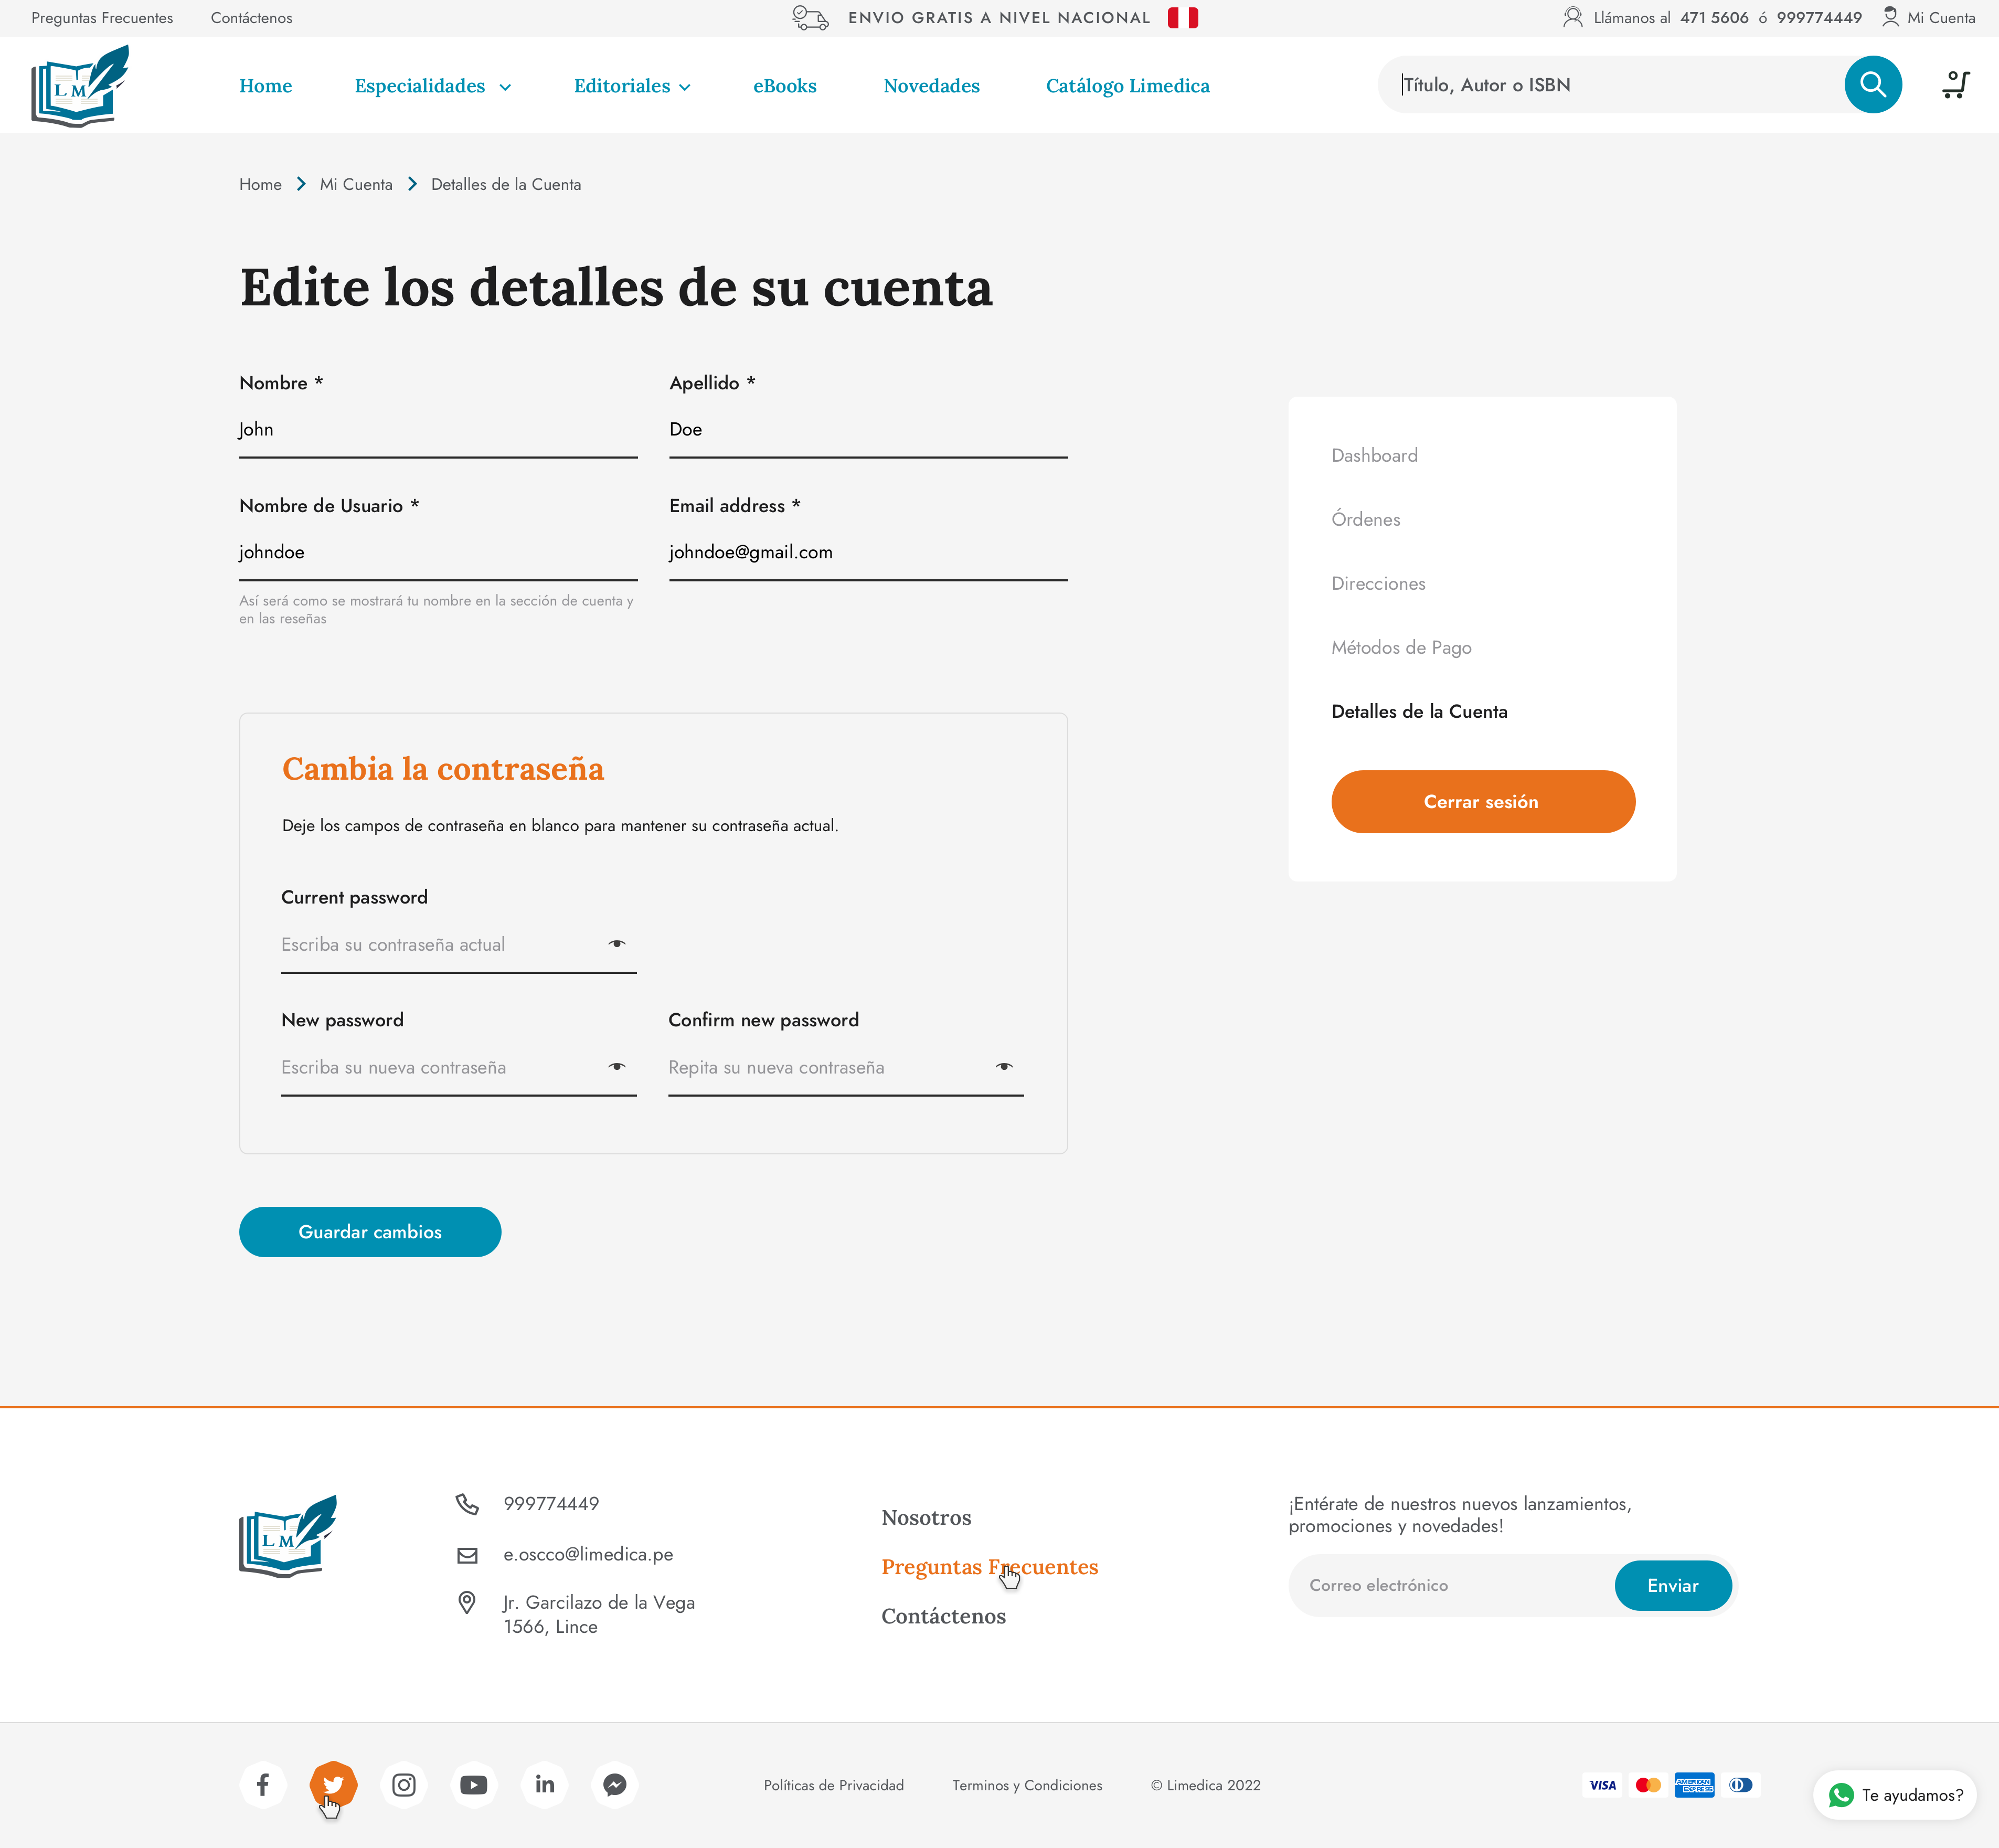 Preguntas Frecuentes
Contáctenos
ENVIO GRATIS A NIVEL NACIONAL
Llámanos al 471 5606 ó 999774449
Mi Cuenta
L M
Home
Especialidades
Editoriales
eBooks
Novedades
Catálogo Limedica
Título, Autor o ISBN
0
Home
Mi Cuenta
Detalles de la Cuenta
Edite los detalles de su cuenta
Nombre *
Apellido *
John
Doe
Nombre de Usuario *
Email address *
johndoe
johndoe@gmail.com
Así será como se mostrará tu nombre en la sección de cuenta y
en las reseñas
Dashboard
Órdenes
Direcciones
Métodos de Pago
Detalles de la Cuenta
Cerrar sesión
Cambia la contraseña
Deje los campos de contraseña en blanco para mantener su contraseña actual.
Current password
Escriba su contraseña actual
New password
Confirm new password
Escriba su nueva contraseña
Repita su nueva contraseña
Guardar cambios
L M
999774449
e.oscco@limedica.pe
Jr. Garcilazo de la Vega
1566, Lince
Nosotros
Preguntas Frecuentes
Contáctenos
¡Entérate de nuestros nuevos lanzamientos,
promociones y novedades!
Correo electrónico
Enviar
Políticas de Privacidad
Terminos y Condiciones
© Limedica 2022
VISA
AMERICAN
EXPRESS
Te ayudamos?